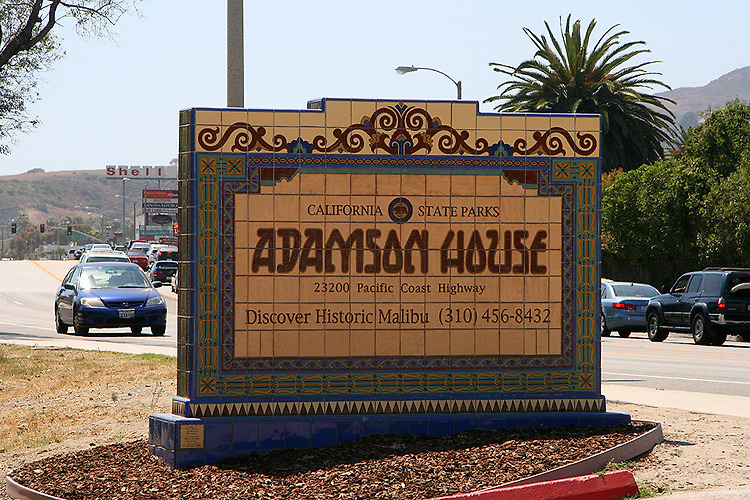 Shell
CALIFORNIA STATE PARKS
ADAMSON HOUSE
23200 Pacific Coast Highway
Discover Historic Malibu (310) 456-8432